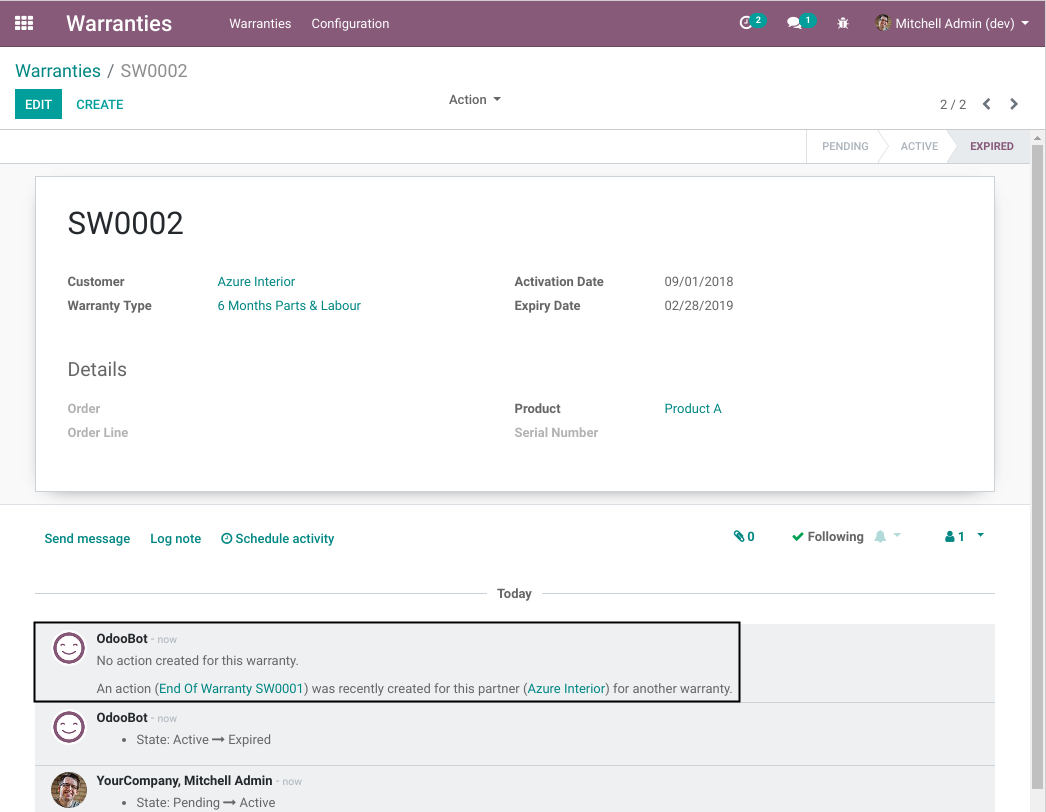 Warranties Warranties Configuration 2 1 Mitchell Admin (dev)
Warranties / SW0002
EDIT CREATE Action 2 / 2
PENDING ACTIVE EXPIRED
SW0002
Customer Azure Interior Activation Date 09/01/2018
Warranty Type 6 Months Parts & Labour Expiry Date 02/28/2019
Details
Order Product Product A
Order Line Serial Number
Send message Log note Schedule activity 0 Following 1
Today
OdooBot - now
No action created for this warranty.
An action (End Of Warranty SW0001) was recently created for this partner (Azure Interior) for another warranty.
OdooBot - now
• State: Active → Expired
YourCompany, Mitchell Admin - now
• State: Pending → Active